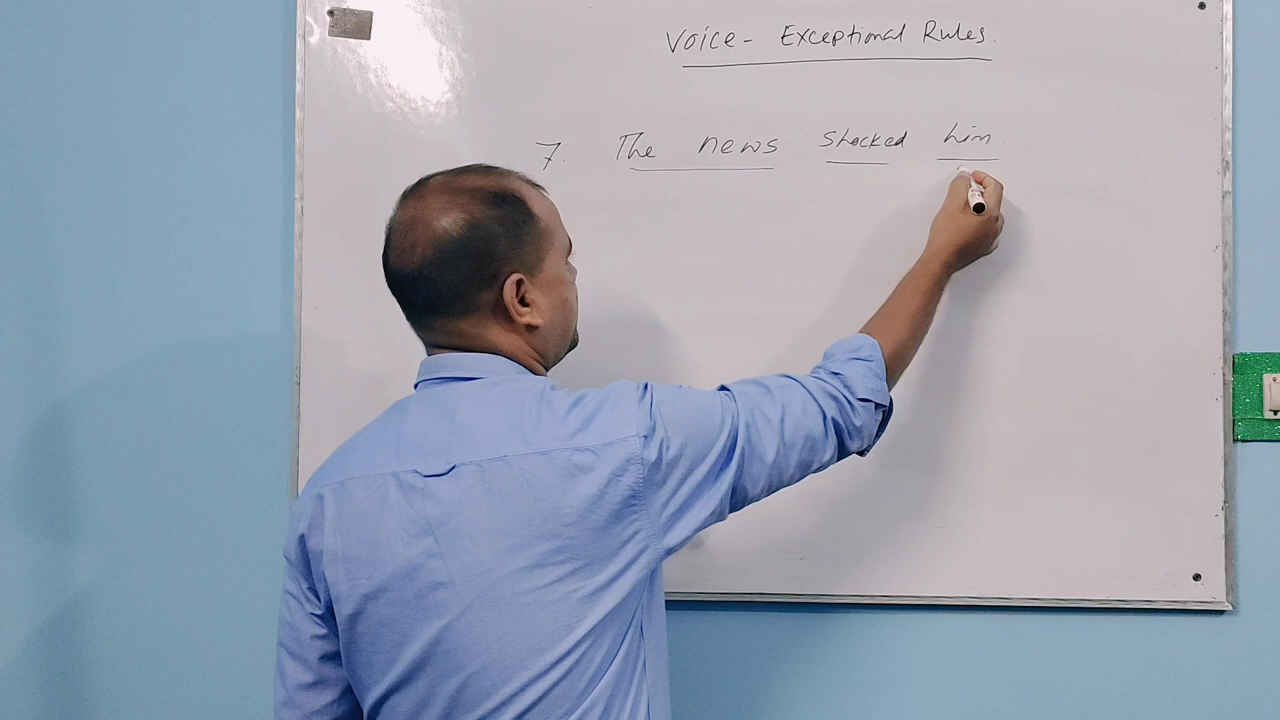 Voice - Exceptional Rules.
7. The news shocked him.